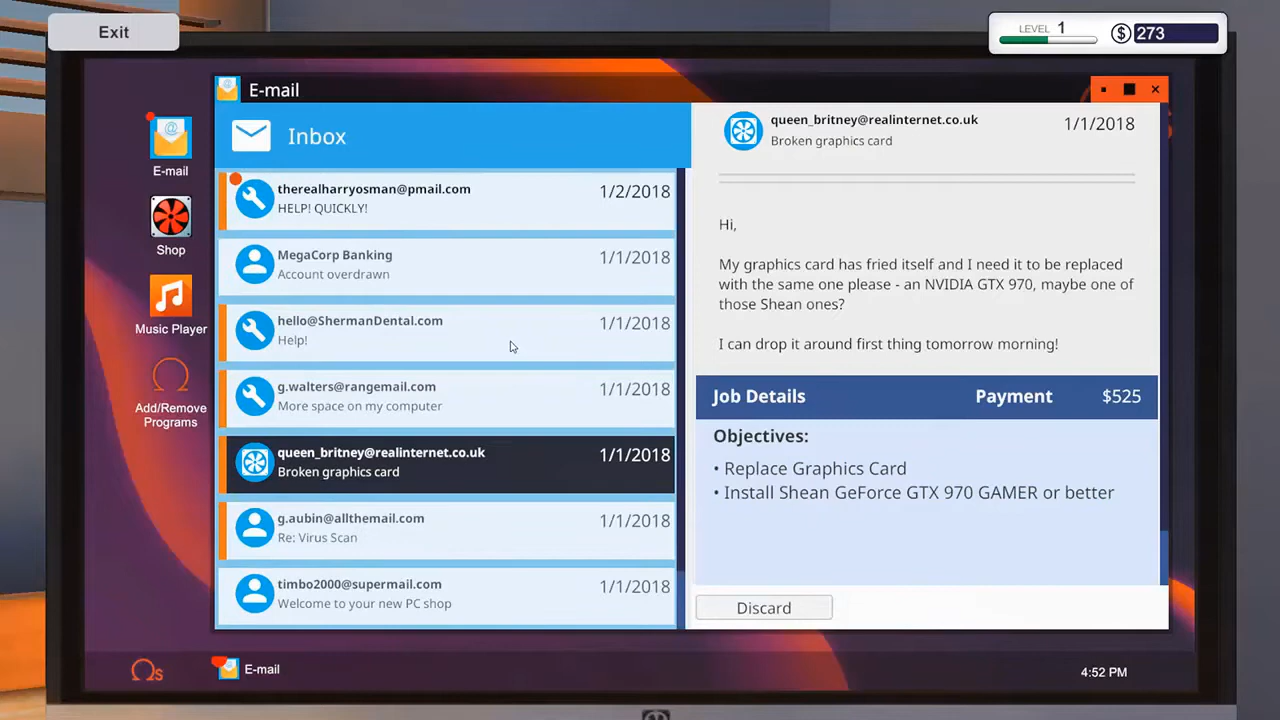 Exit
LEVEL 1
$ 273
E-mail
Shop
Music Player
Add/Remove
Programs
E-mail
Inbox
therealharryosman@pmail.com 1/2/2018
HELP! QUICKLY!
MegaCorp Banking 1/1/2018
Account overdrawn
hello@ShermanDental.com 1/1/2018
Help!
g.walters@rangemail.com 1/1/2018
More space on my computer
queen_britney@realinternet.co.uk 1/1/2018
Broken graphics card
g.aubin@allthemail.com 1/1/2018
Re: Virus Scan
timbo2000@supermail.com 1/1/2018
Welcome to your new PC shop
queen_britney@realinternet.co.uk 1/1/2018
Broken graphics card
Hi,
My graphics card has fried itself and I need it to be replaced
with the same one please - an NVIDIA GTX 970, maybe one of
those Shean ones?
I can drop it around first thing tomorrow morning!
Job Details Payment $525
Objectives:
• Replace Graphics Card
• Install Shean GeForce GTX 970 GAMER or better
Discard
Ωs E-mail 4:52 PM